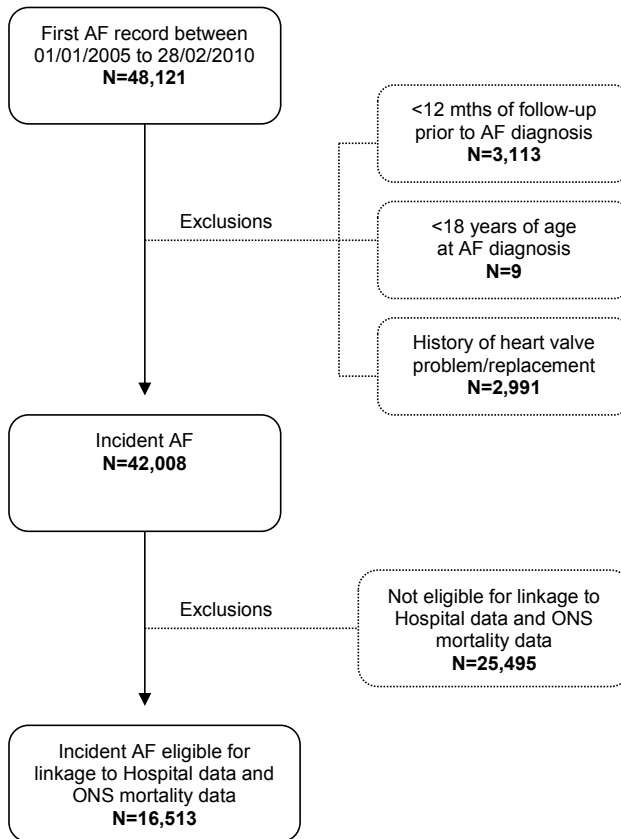 First AF record between
01/01/2005 to 28/02/2010
N=48,121
<12 mths of follow-up
prior to AF diagnosis
N=3,113
Exclusions
<18 years of age
at AF diagnosis
N=9
History of heart valve
problem/replacement
N=2,991
Incident AF
N=42,008
Exclusions
Not eligible for linkage to
Hospital data and ONS
mortality data
N=25,495
Incident AF eligible for
linkage to Hospital data and
ONS mortality data
N=16,513